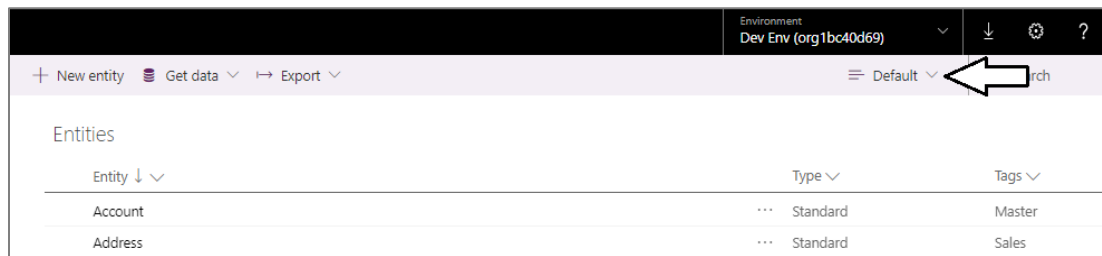 Environment
Dev Env (org1bc40d69)
?
New entity Get data Export Default rch
Entities
Entity Type Tags
Account ... Standard Master
Address ... Standard Sales